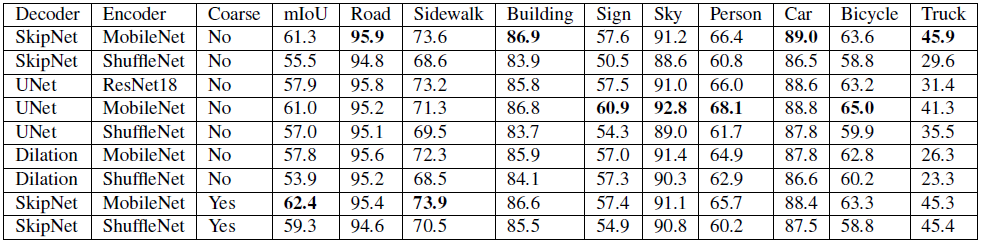 Decoder Encoder Coarse mIoU Road Sidewalk Building Sign Sky Person Car Bicycle Truck
SkipNet MobileNet No 61.3 95.9 73.6 86.9 57.6 91.2 66.4 89.0 63.6 45.9
SkipNet ShuffleNet No 55.5 94.8 68.6 83.9 50.5 88.6 60.8 86.5 58.8 29.6
UNet ResNet18 No 57.9 95.8 73.2 85.8 57.5 91.0 66.0 88.6 63.2 31.4
UNet MobileNet No 61.0 95.2 71.3 86.8 60.9 92.8 68.1 88.8 65.0 41.3
UNet ShuffleNet No 57.0 95.1 69.5 83.7 54.3 89.0 61.7 87.8 59.9 35.5
Dilation MobileNet No 57.8 95.6 72.3 85.9 57.0 91.4 64.9 87.8 62.8 26.3
Dilation ShuffleNet No 53.9 95.2 68.5 84.1 57.3 90.3 62.9 86.6 60.2 23.3
SkipNet MobileNet Yes 62.4 95.4 73.9 86.6 57.4 91.1 65.7 88.4 63.3 45.3
SkipNet ShuffleNet Yes 59.3 94.6 70.5 85.5 54.9 90.8 60.2 87.5 58.8 45.4